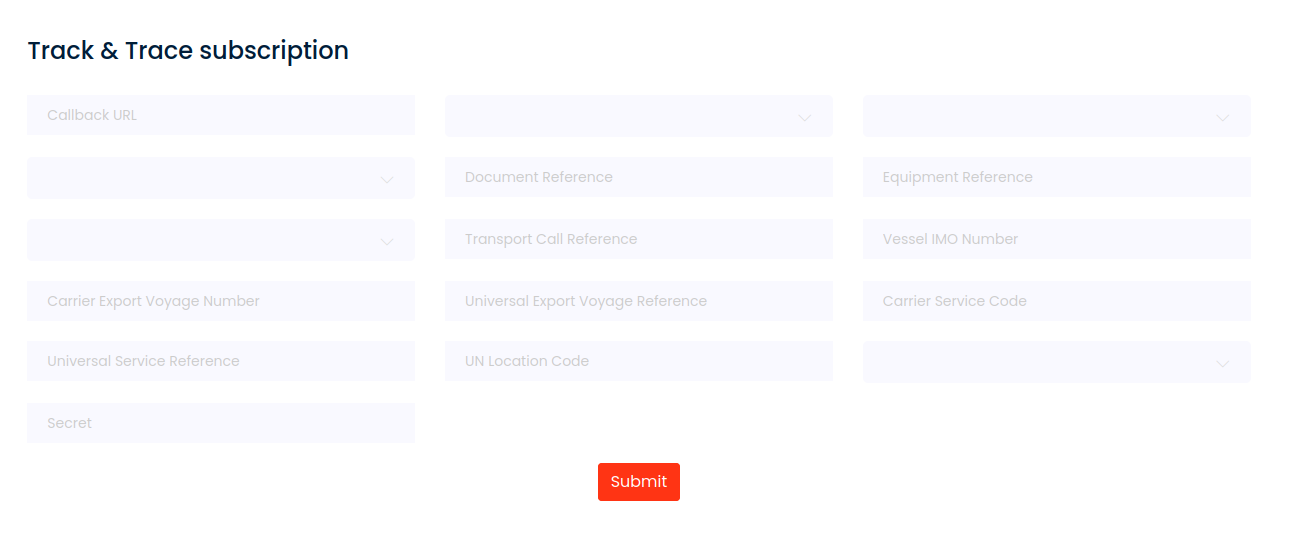 Track & Trace subscription
Callback URL
Document Reference
Equipment Reference
Transport Call Reference
Vessel IMO Number
Carrier Export Voyage Number
Universal Export Voyage Reference
Carrier Service Code
Universal Service Reference
UN Location Code
Secret
Submit